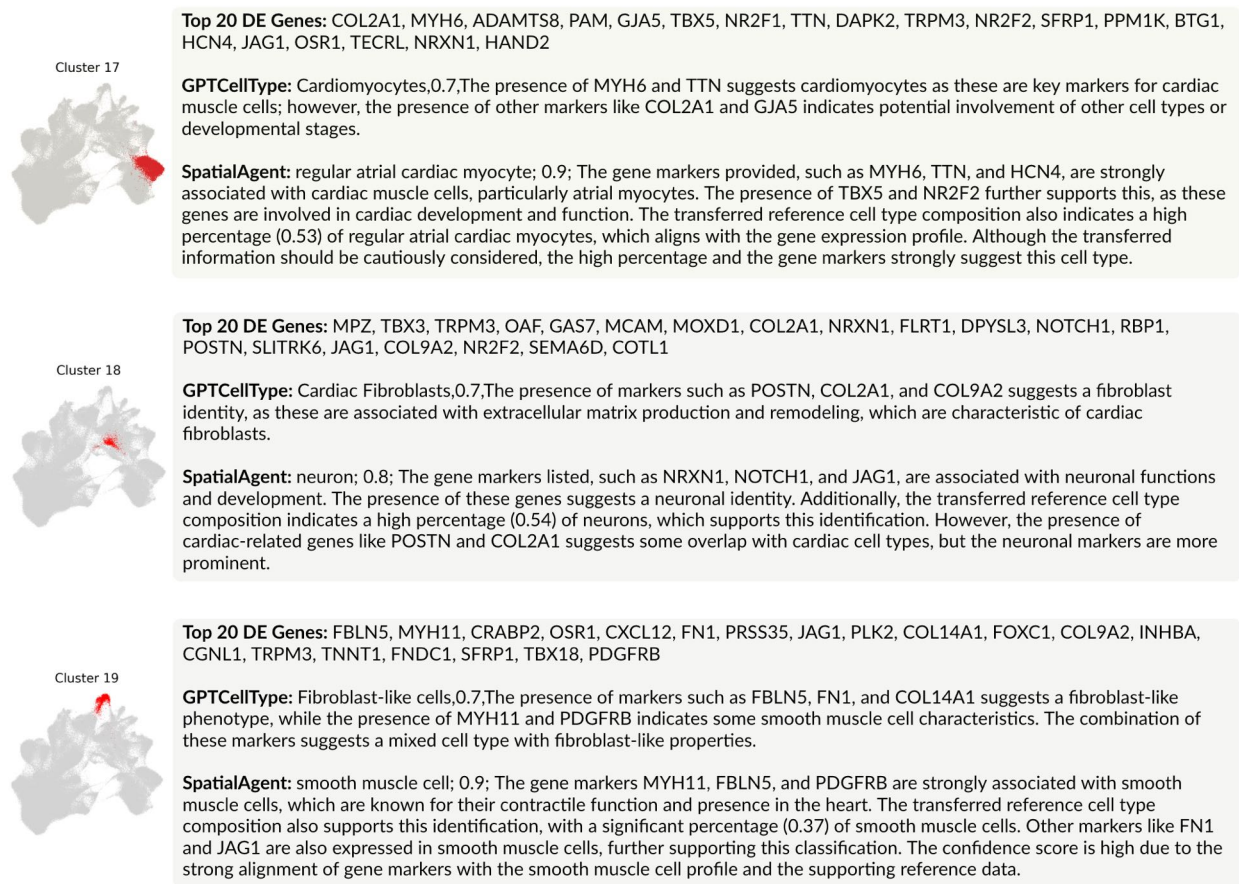 Cluster 17
Top 20 DE Genes: COL2A1, MYH6, ADAMTS8, PAM, GJA5, TBX5, NR2F1, TTN, DAPK2, TRPM3, NR2F2, SFRP1, PPM1K, BTG1,
HCN4, JAG1, OSR1, TECRL, NRXN1, HAND2
GPTCellType: Cardiomyocytes,0.7,The presence of MYH6 and TTN suggests cardiomyocytes as these are key markers for cardiac
muscle cells; however, the presence of other markers like COL2A1 and GJA5 indicates potential involvement of other cell types or
developmental stages.
SpatialAgent: regular atrial cardiac myocyte; 0.9; The gene markers provided, such as MYH6, TTN, and HCN4, are strongly
associated with cardiac muscle cells, particularly atrial myocytes. The presence of TBX5 and NR2F2 further supports this, as these
genes are involved in cardiac development and function. The transferred reference cell type composition also indicates a high
percentage (0.53) of regular atrial cardiac myocytes, which aligns with the gene expression profile. Although the transferred
information should be cautiously considered, the high percentage and the gene markers strongly suggest this cell type.
Cluster 18
Top 20 DE Genes: MPZ, TBX3, TRPM3, OAF, GAS7, MCAM, MOXD1, COL2A1, NRXN1, FLRT1, DPYSL3, NOTCH1, RBP1,
POSTN, SLITRK6, JAG1, COL9A2, NR2F2, SEMA6D, COTL1
GPTCellType: Cardiac Fibroblasts,0.7,The presence of markers such as POSTN, COL2A1, and COL9A2 suggests a fibroblast
identity, as these are associated with extracellular matrix production and remodeling, which are characteristic of cardiac
fibroblasts.
SpatialAgent: neuron; 0.8; The gene markers listed, such as NRXN1, NOTCH1, and JAG1, are associated with neuronal functions
and development. The presence of these genes suggests a neuronal identity. Additionally, the transferred reference cell type
composition indicates a high percentage (0.54) of neurons, which supports this identification. However, the presence of
cardiac-related genes like POSTN and COL2A1 suggests some overlap with cardiac cell types, but the neuronal markers are more
prominent.
Cluster 19
Top 20 DE Genes: FBLN5, MYH11, CRABP2, OSR1, CXCL12, FN1, PRSS35, JAG1, PLK2, COL14A1, FOXC1, COL9A2, INHBA,
CGNL1, TRPM3, TNNT1, FNDC1, SFRP1, TBX18, PDGFRB
GPTCellType: Fibroblast-like cells,0.7,The presence of markers such as FBLN5, FN1, and COL14A1 suggests a fibroblast-like
phenotype, while the presence of MYH11 and PDGFRB indicates some smooth muscle cell characteristics. The combination of
these markers suggests a mixed cell type with fibroblast-like properties.
SpatialAgent: smooth muscle cell; 0.9; The gene markers MYH11, FBLN5, and PDGFRB are strongly associated with smooth
muscle cells, which are known for their contractile function and presence in the heart. The transferred reference cell type
composition also supports this identification, with a significant percentage (0.37) of smooth muscle cells. Other markers like FN1
and JAG1 are also expressed in smooth muscle cells, further supporting this classification. The confidence score is high due to the
strong alignment of gene markers with the smooth muscle cell profile and the supporting reference data.